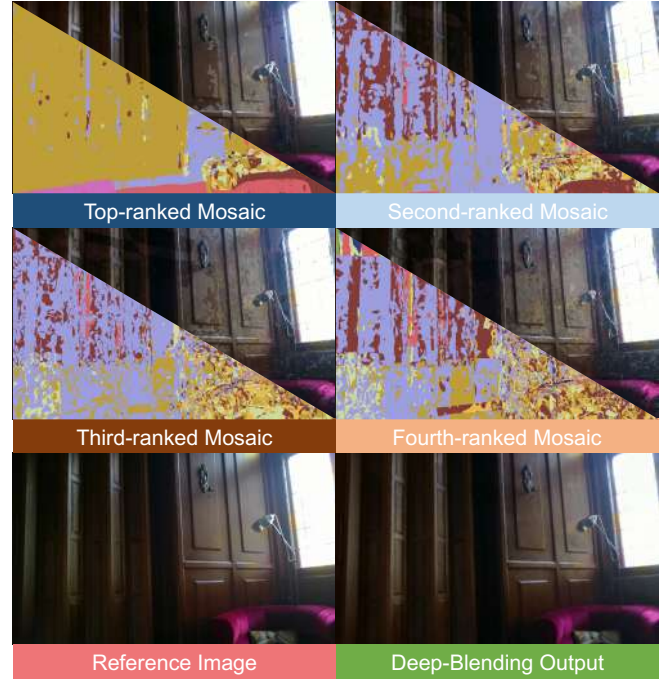 Top-ranked Mosaic
Second-ranked Mosaic
Third-ranked Mosaic
Fourth-ranked Mosaic
Reference Image
Deep-Blending Output